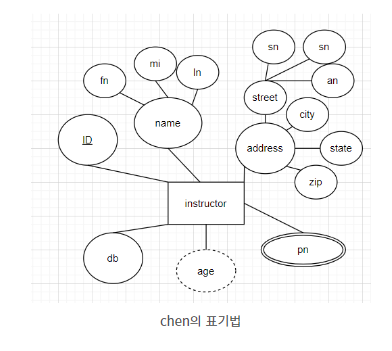 sn
sn
mi
fn
ln
an
street
name
city
ID
address
state
zip
instructor
db
age
pn
chen의 표기법